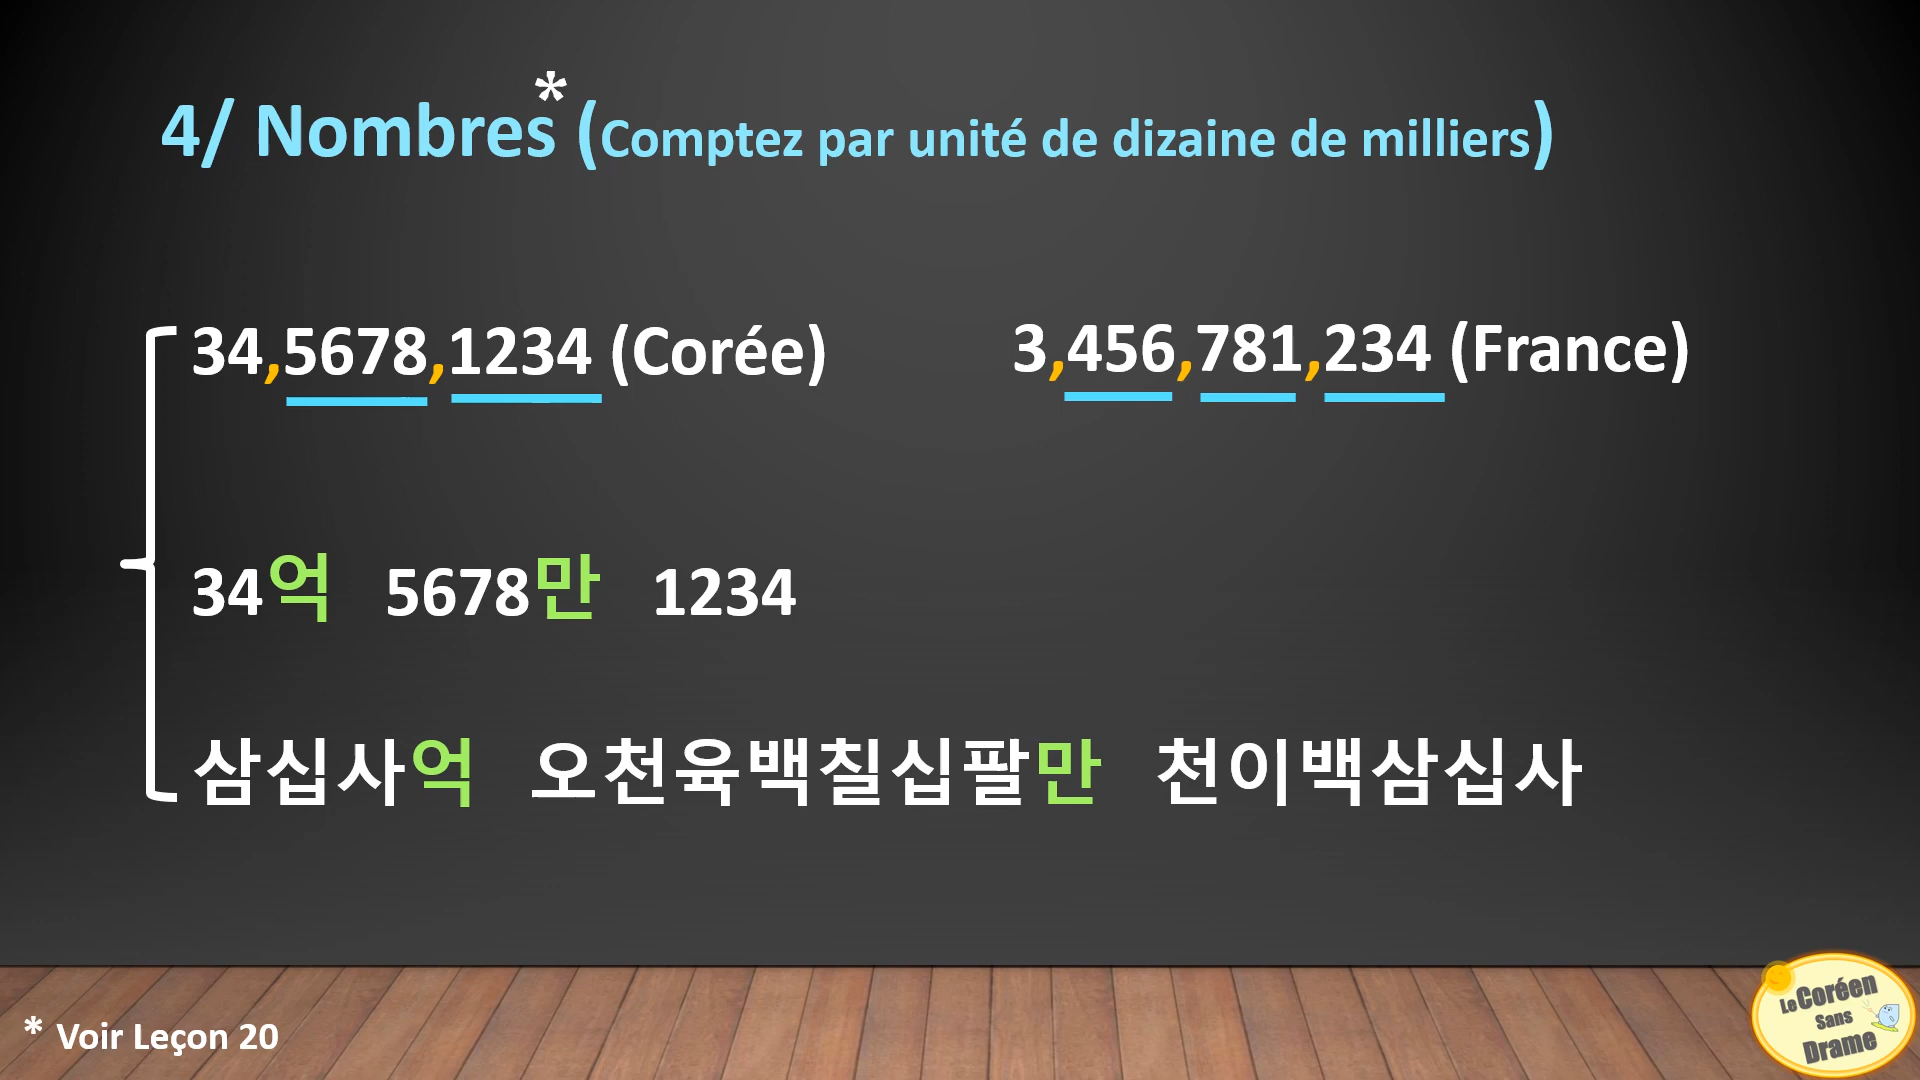 4/ Nombres* (Comptez par unité de dizaine de milliers)
34,5678,1234 (Corée)
3,456,781,234 (France)
34억 5678만 1234
삼십사억 오천육백칠십팔만 천이백삼십사
* Voir Leçon 20
Le Coréen
Sans
Drame